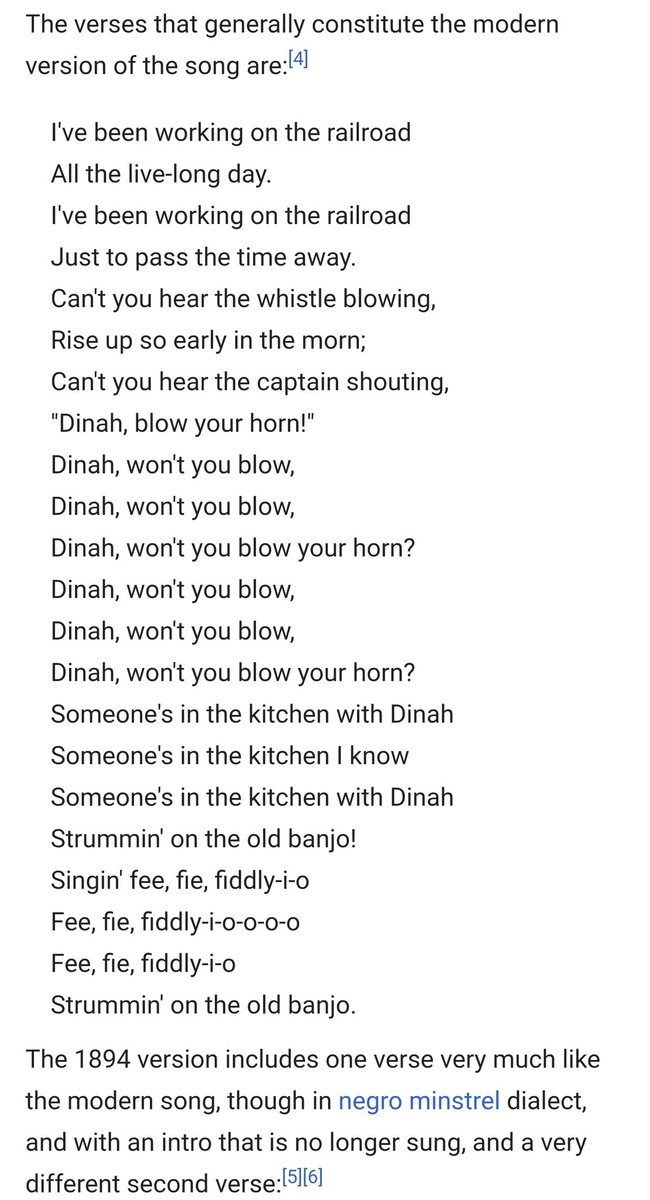 The verses that generally constitute the modern
version of the song are:[4]
I've been working on the railroad
All the live-long day.
I've been working on the railroad
Just to pass the time away.
Can't you hear the whistle blowing,
Rise up so early in the morn;
Can't you hear the captain shouting,
"Dinah, blow your horn!"
Dinah, won't you blow,
Dinah, won't you blow,
Dinah, won't you blow your horn?
Dinah, won't you blow,
Dinah, won't you blow,
Dinah, won't you blow your horn?
Someone's in the kitchen with Dinah
Someone's in the kitchen I know
Someone's in the kitchen with Dinah
Strummin' on the old banjo!
Singin' fee, fie, fiddly-i-o
Fee, fie, fiddly-i-o-o-o-o
Fee, fie, fiddly-i-o
Strummin' on the old banjo.
The 1894 version includes one verse very much like
the modern song, though in negro minstrel dialect,
and with an intro that is no longer sung, and a very
different second verse:[5][6]